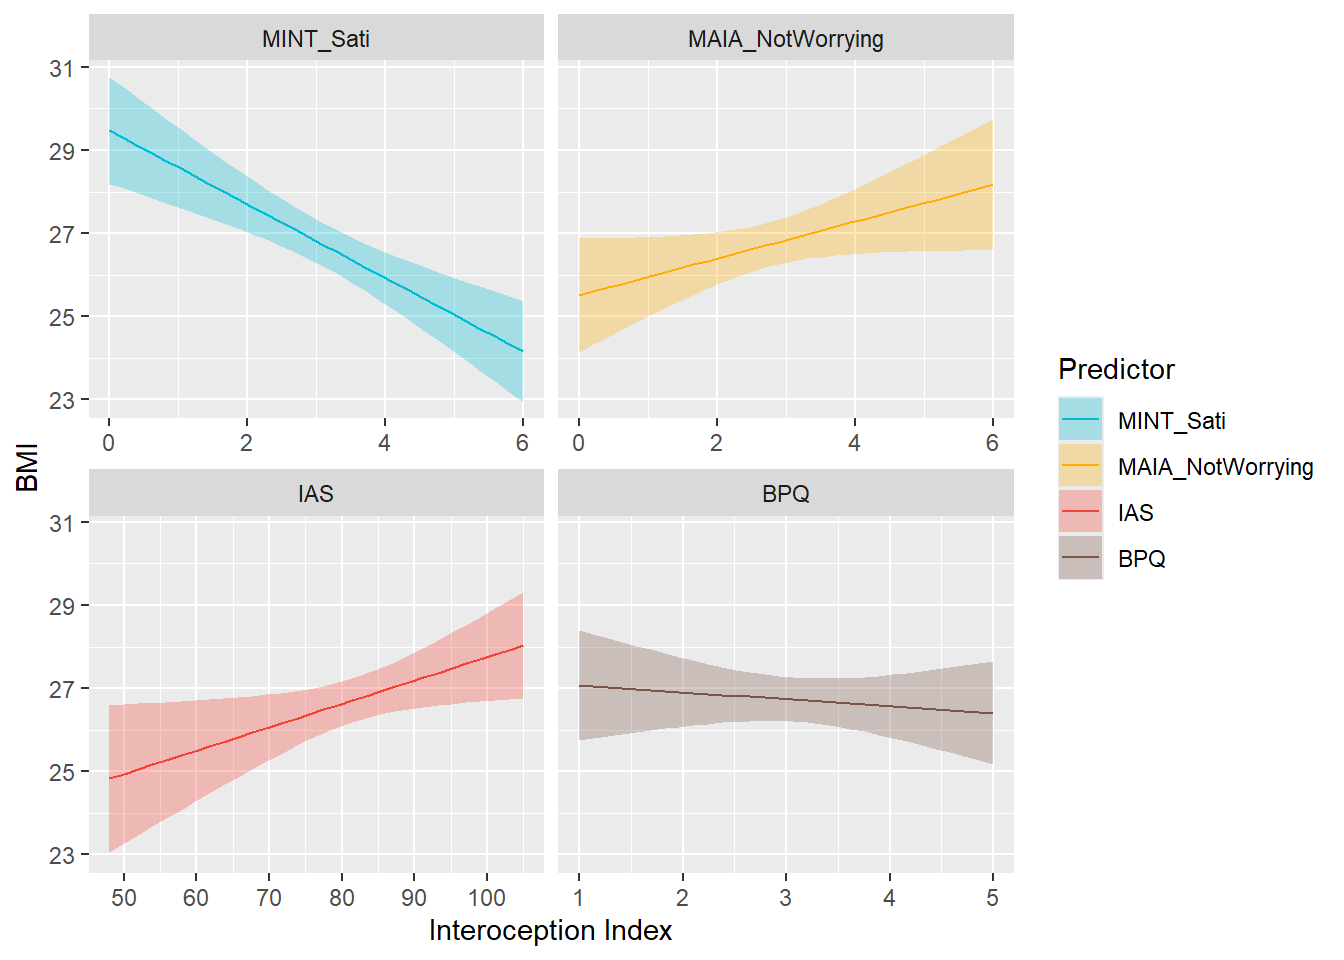 MINT_Sati MAIA_NotWorrying
31
29
27
25
23
0 2 4 6 0 2 4 6
BMI
IAS BPQ
31
29
27
25
23
50 60 70 80 90 100 1 2 3 4 5
Interoception Index
Predictor
MINT_Sati
MAIA_NotWorrying
IAS
BPQ